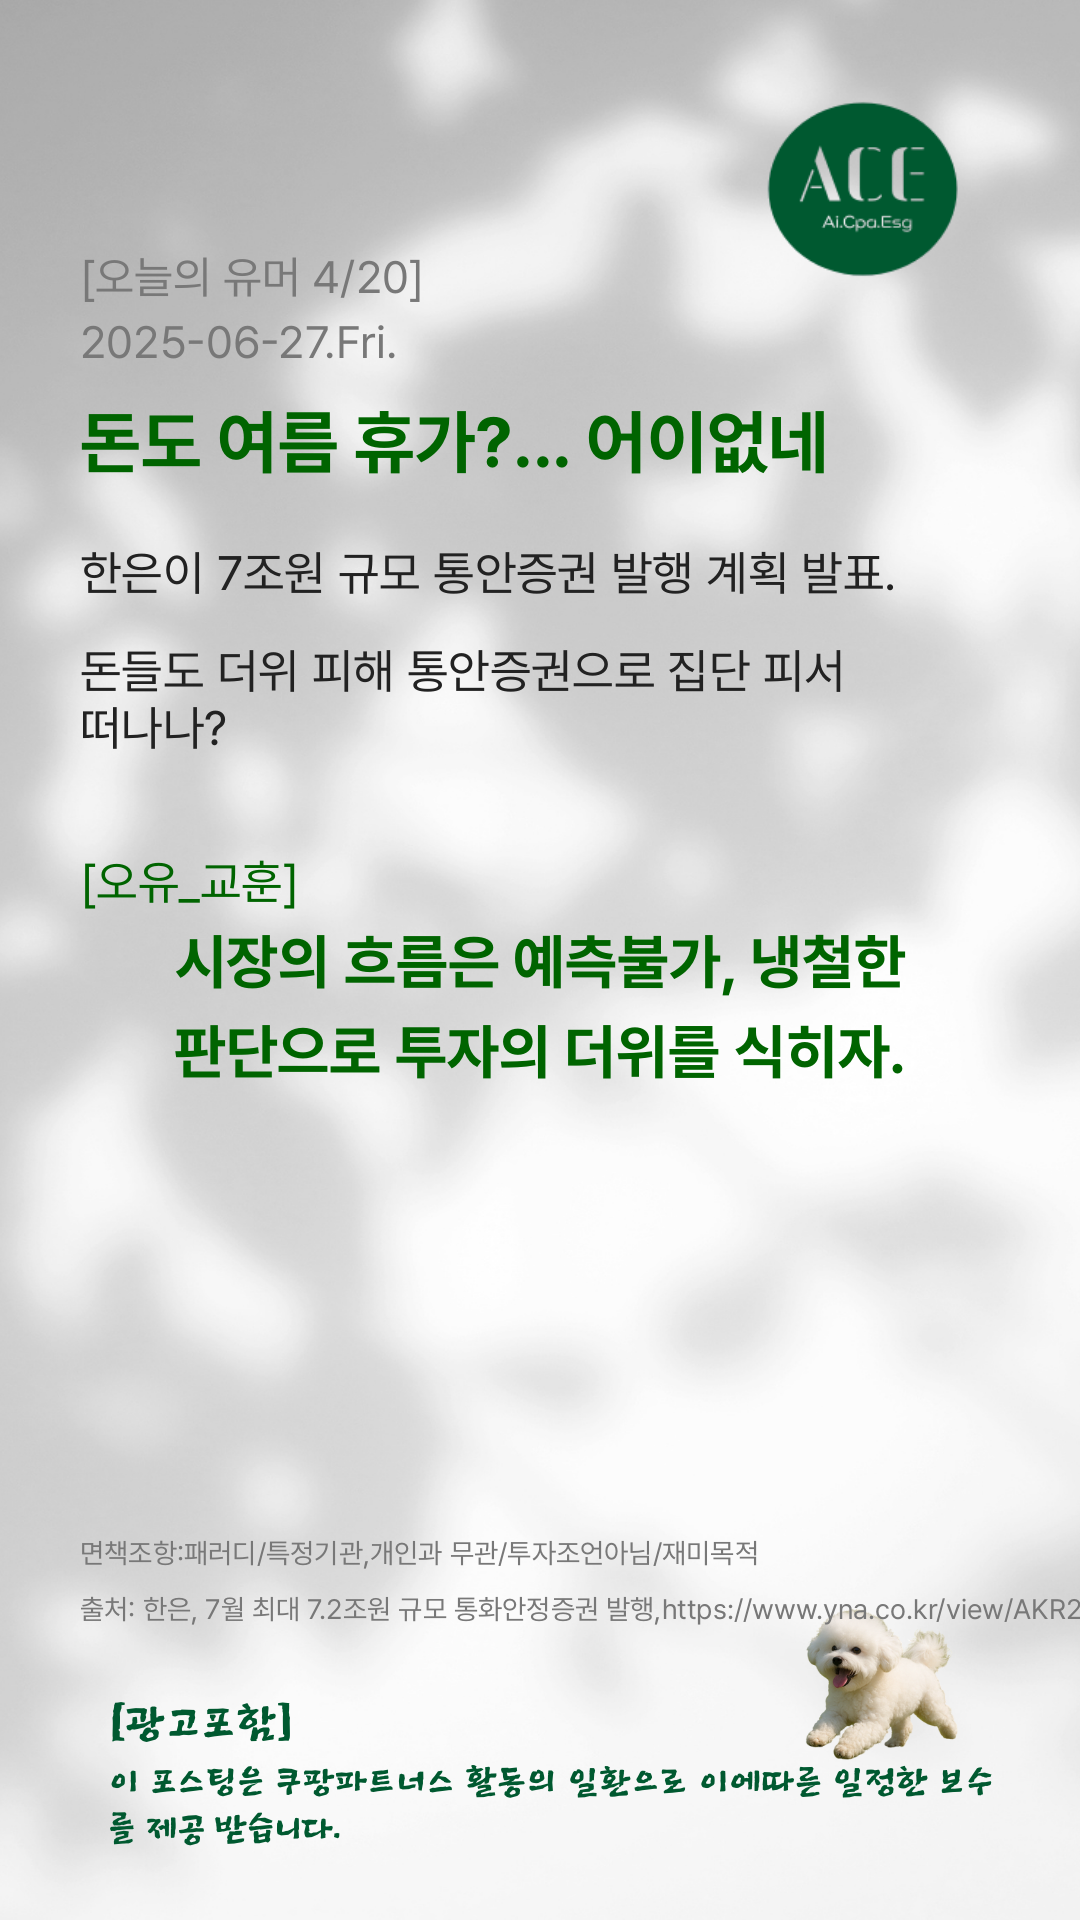 ACE
Ai.Cpa.Esg
[오늘의 유머 4/20]
2025-06-27.Fri.
돈도 여름 휴가?... 어이없네
한은이 7조원 규모 통안증권 발행 계획 발표.
돈들도 더위 피해 통안증권으로 집단 피서
떠나나?
[오유_교훈]
시장의 흐름은 예측불가, 냉철한
판단으로 투자의 더위를 식히자.
면책조항:패러디/특정기관,개인과 무관/투자조언아님/재미목적
출처: 한은, 7월 최대 7.2조원 규모 통화안정증권 발행,https://www.yna.co.kr/view/AKR2
[광고포함]
이 포스팅은 쿠팡파트너스 활동의 일환으로 이에따른 일정한 보수
를 제공 받습니다.